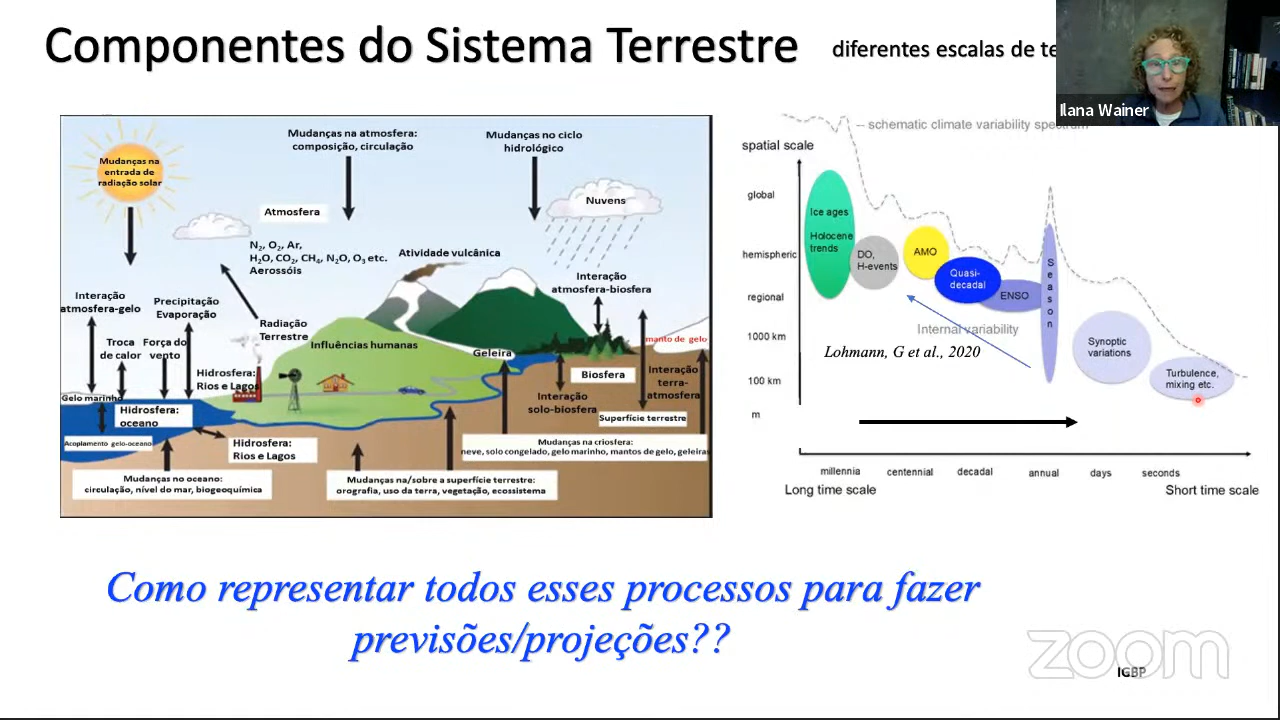 Componentes do Sistema Terrestre
diferentes escalas de
Ilana Wainer
Mudanças na
entrada de
radiação solar
Mudanças na atmosfera:
composição, circulação
Mudanças no ciclo
hidrológico
Nuvens
Atmosfera
N₂, O₂, Ar,
H₂O, CO₂, CH₄, N₂O, O₃ etc.
Aerossóis
Atividade vulcânica
Interação
atmosfera-biosfera
Interação
atmosfera-gelo
Precipitação
Evaporação
Radiação
Terrestre
Troca
de calor
Força do
vento
Influências humanas
Geleira
manto de gelo
Hidrosfera:
Rios e Lagos
Biosfera
Interação
terra-
atmosfera
Gelo marinho
Hidrosfera:
oceano
Interação
solo-biosfera
Superfície terrestre
Acoplamento gelo-oceano
Hidrosfera:
Rios e Lagos
Mudanças na criosfera:
neve, solo congelado, gelo marinho, mantos de gelo, geleiras
Mudanças no oceano:
circulação, nível do mar, biogeoquímica
Mudanças na/sobre a superfície terrestre:
orografia, uso da terra, vegetação, ecossistema
-- schematic climate variability spectrum
spatial scale
global
hemispheric
regional
1000 km
100 km
m
Ice ages
Holocene
trends
DO,
H-events
AMO
Quasi-
decadal
ENSO
Season
Internal variability
Lohmann, G et al., 2020
Synoptic
variations
Turbulence,
mixing etc.
millennia centennial decadal annual days seconds
Long time scale Short time scale
Como representar todos esses processos para fazer
previsões/projeções??
zoom
IGBP